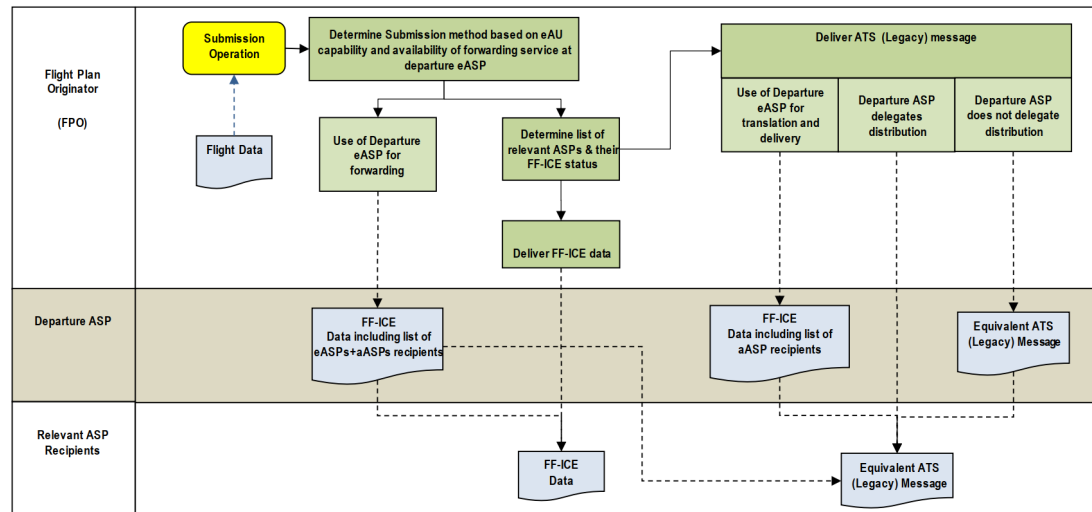 Flight Plan
Originator
(FPO)
Submission
Operation
Flight Data
Determine Submission method based on eAU
capability and availability of forwarding service at
departure eASP
Use of Departure
eASP for
forwarding
Determine list of
relevant ASPs & their
FF-ICE status
Deliver FF-ICE data
Deliver ATS (Legacy) message
Use of Departure
eASP for
translation and
delivery
Departure ASP
delegates
distribution
Departure ASP
does not delegate
distribution
Departure ASP
FF-ICE
Data including list of
eASPs+aASPs recipients
FF-ICE
Data including list of
aASP recipients
Equivalent ATS
(Legacy) Message
Relevant ASP
Recipients
FF-ICE
Data
Equivalent ATS
(Legacy) Message